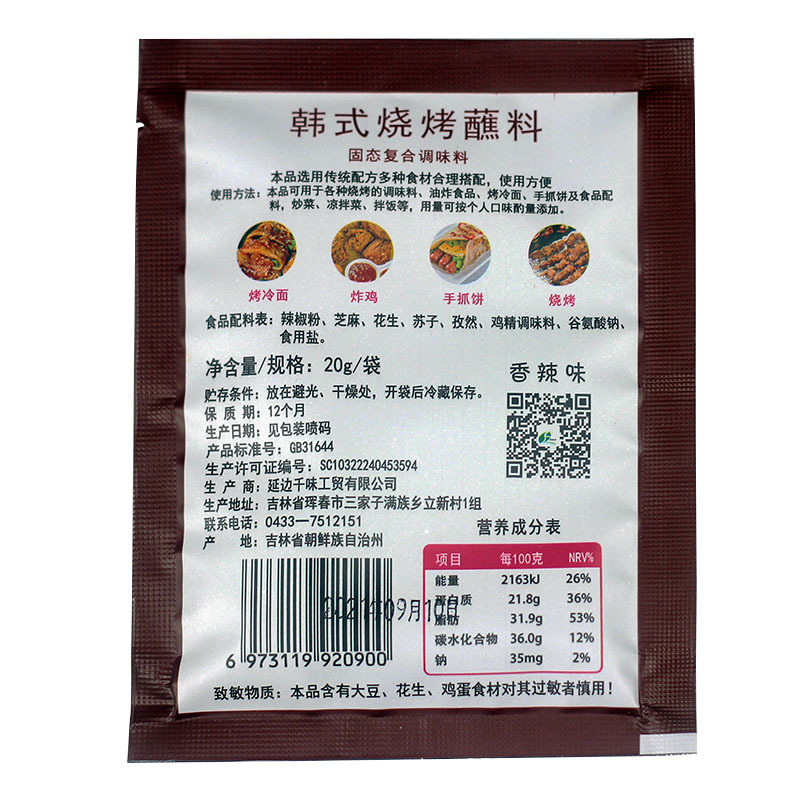 韩式烧烤蘸料
固态复合调味料
本品选用传统配方多种食材合理搭配，使用方便
使用方法：本品可用于各种烧烤的调味料、油炸食品、烤冷面、手抓饼及食品配
料，炒菜、凉拌菜、拌饭等，用量可按个人口味酌量添加。
烤冷面 炸鸡 手抓饼 烧烤
食品配料表：辣椒粉、芝麻、花生、苏子、孜然、鸡精调味料、谷氨酸钠、
食用盐。
净含量/规格：20g/袋
香辣味
贮存条件：放在避光、干燥处，开袋后冷藏保存。
保质期：12个月
生产日期：见包装喷码
产品标准号：GB31644
生产许可证编号：SC10322240453594
生产商：延边千味工贸有限公司
生产地址：吉林省珲春市三家子满族乡立新村1组
联系电话：0433—7512151
产地：吉林省朝鲜族自治州
营养成分表
项目 每100克 NRV%
能量 2163kJ 26%
蛋白质 21.8g 36%
脂肪 31.9g 53%
碳水化合物 36.0g 12%
钠 35mg 2%
2021年09月10日
6 973119 920900
致敏物质：本品含有大豆、花生、鸡蛋食材对其过敏者慎用！